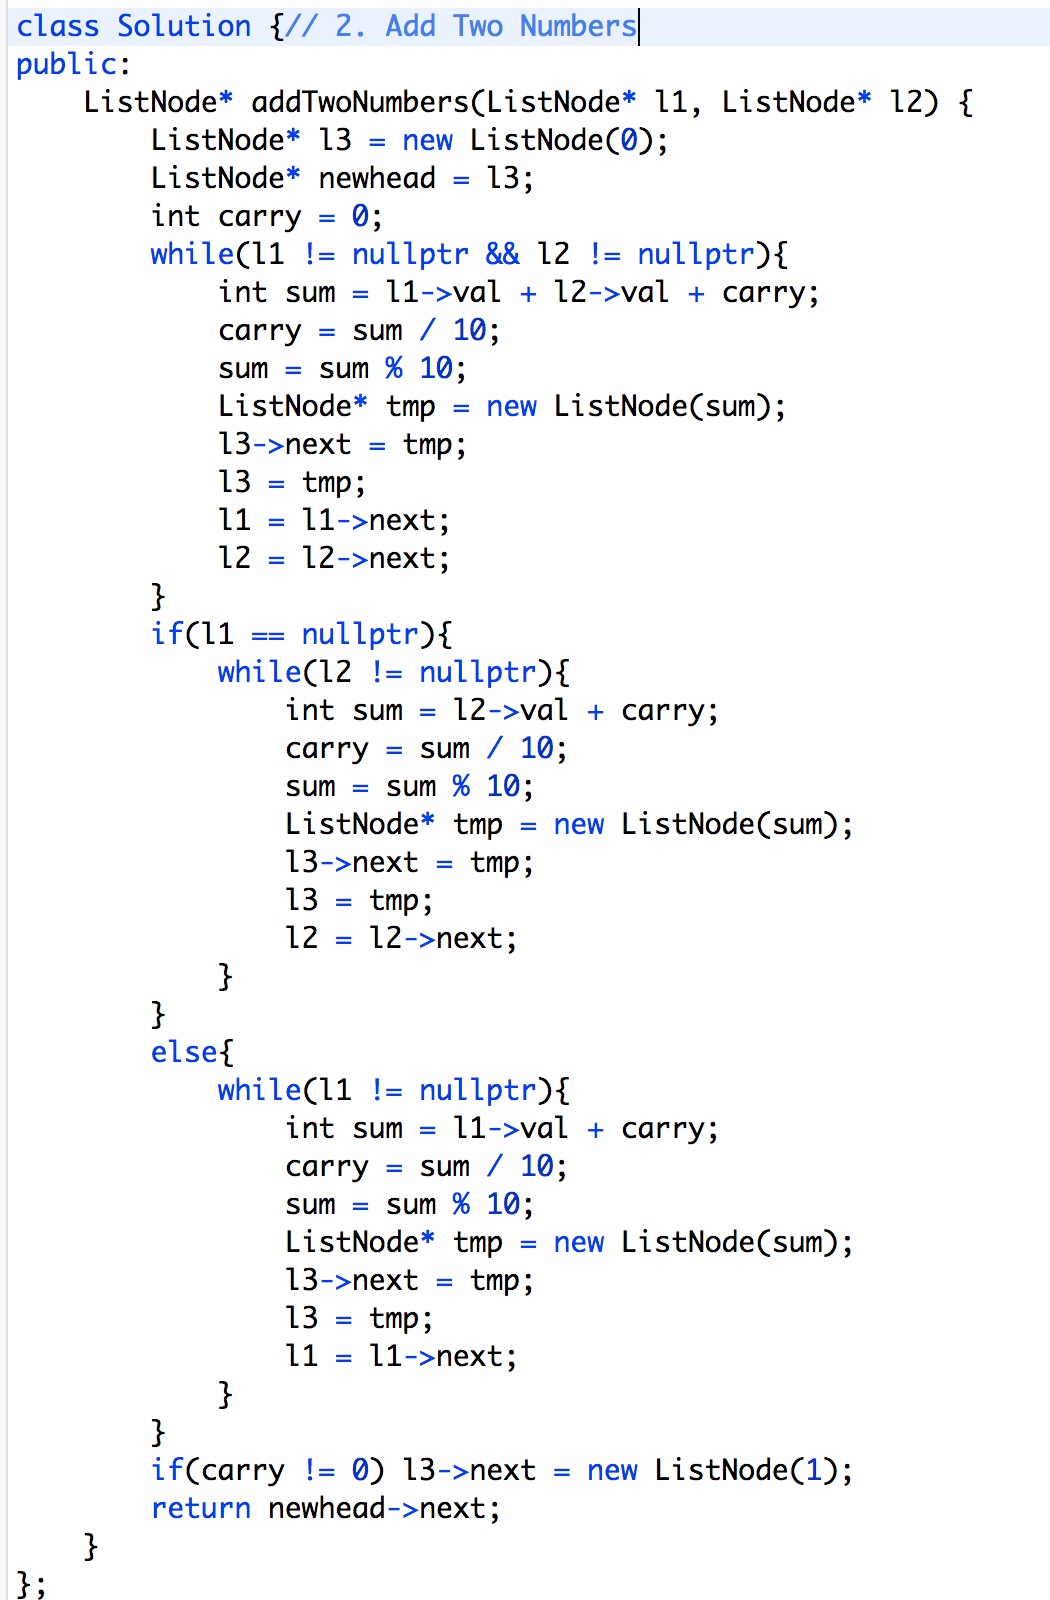 class Solution {// 2. Add Two Numbers
public:
    ListNode* addTwoNumbers(ListNode* l1, ListNode* l2) {
        ListNode* l3 = new ListNode(0);
        ListNode* newhead = l3;
        int carry = 0;
        while(l1 != nullptr && l2 != nullptr){
            int sum = l1->val + l2->val + carry;
            carry = sum / 10;
            sum = sum % 10;
            ListNode* tmp = new ListNode(sum);
            l3->next = tmp;
            l3 = tmp;
            l1 = l1->next;
            l2 = l2->next;
        }
        if(l1 == nullptr){
            while(l2 != nullptr){
                int sum = l2->val + carry;
                carry = sum / 10;
                sum = sum % 10;
                ListNode* tmp = new ListNode(sum);
                l3->next = tmp;
                l3 = tmp;
                l2 = l2->next;
            }
        }
        else{
            while(l1 != nullptr){
                int sum = l1->val + carry;
                carry = sum / 10;
                sum = sum % 10;
                ListNode* tmp = new ListNode(sum);
                l3->next = tmp;
                l3 = tmp;
                l1 = l1->next;
            }
        }
        if(carry != 0) l3->next = new ListNode(1);
        return newhead->next;
    }
};